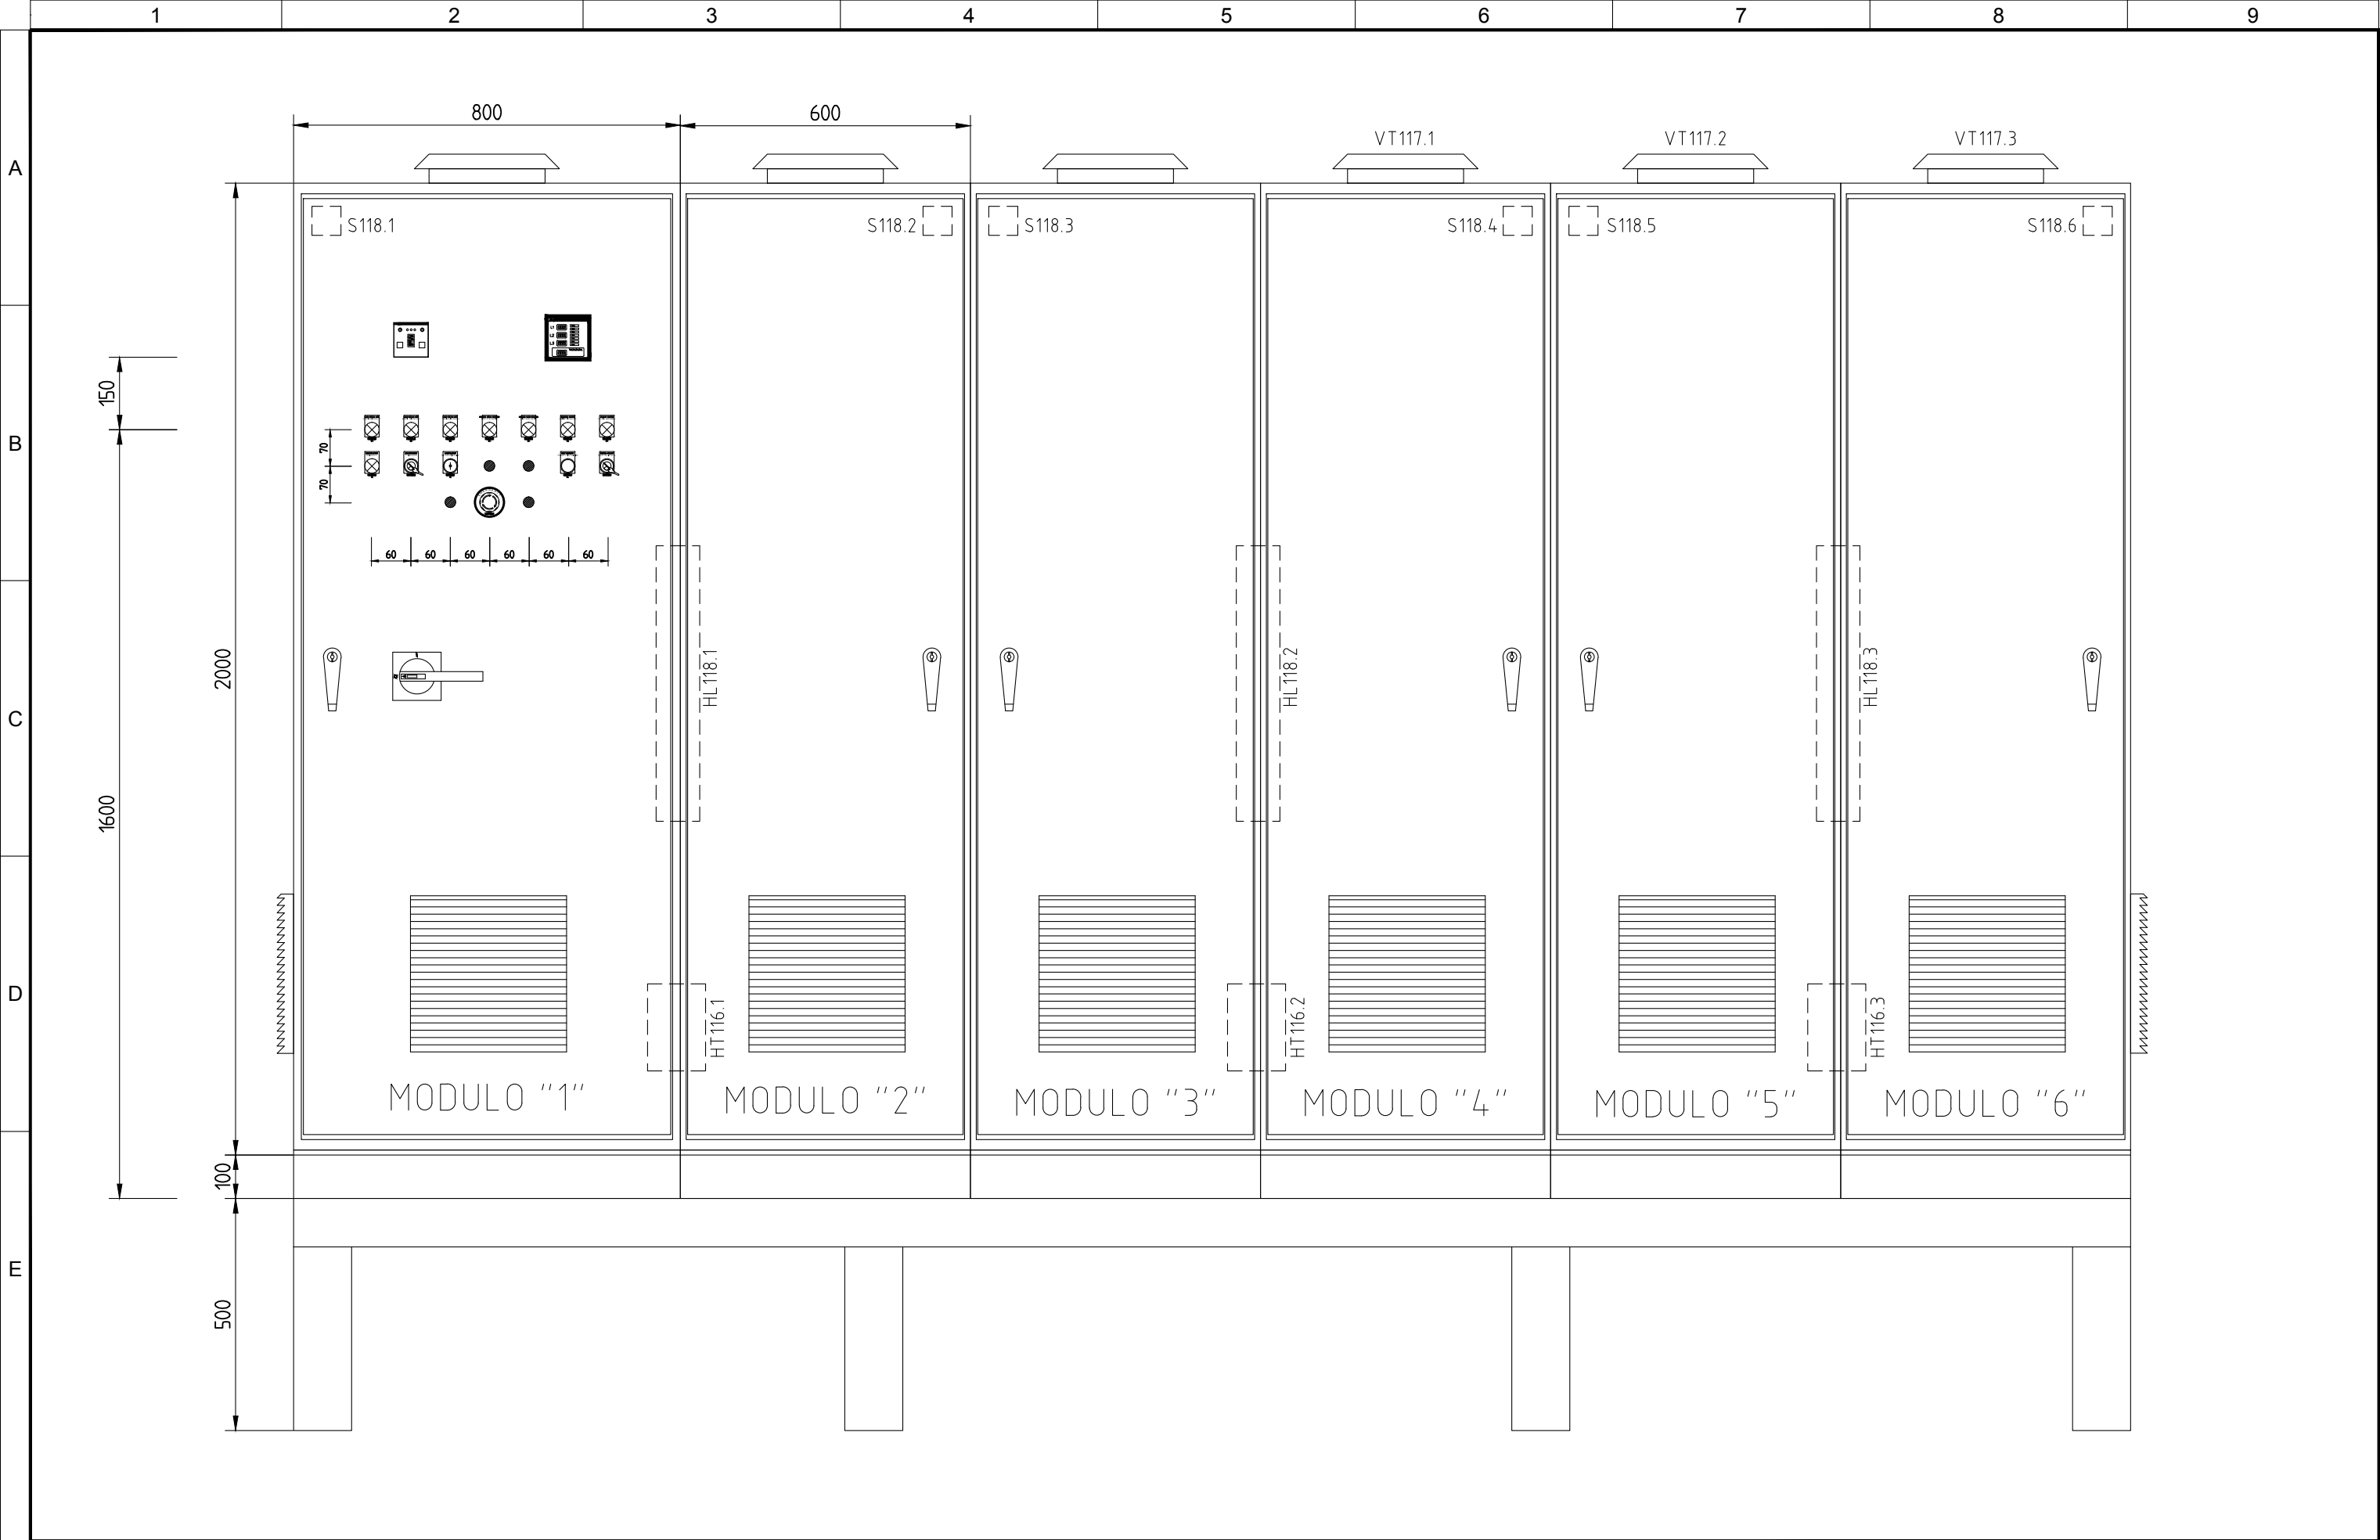 1 2 3 4 5 6 7 8 9
800 600
VT117.1 VT117.2 VT117.3
A
S118.1 S118.2 S118.3 S118.4 S118.5 S118.6
150
B
70
70
60 60 60 60 60 60
C
2000
HL118.1 HL118.2 HL118.3
1600
D
HT116.1 HT116.2 HT116.3
MODULO "1" MODULO "2" MODULO "3" MODULO "4" MODULO "5" MODULO "6"
100
E
500